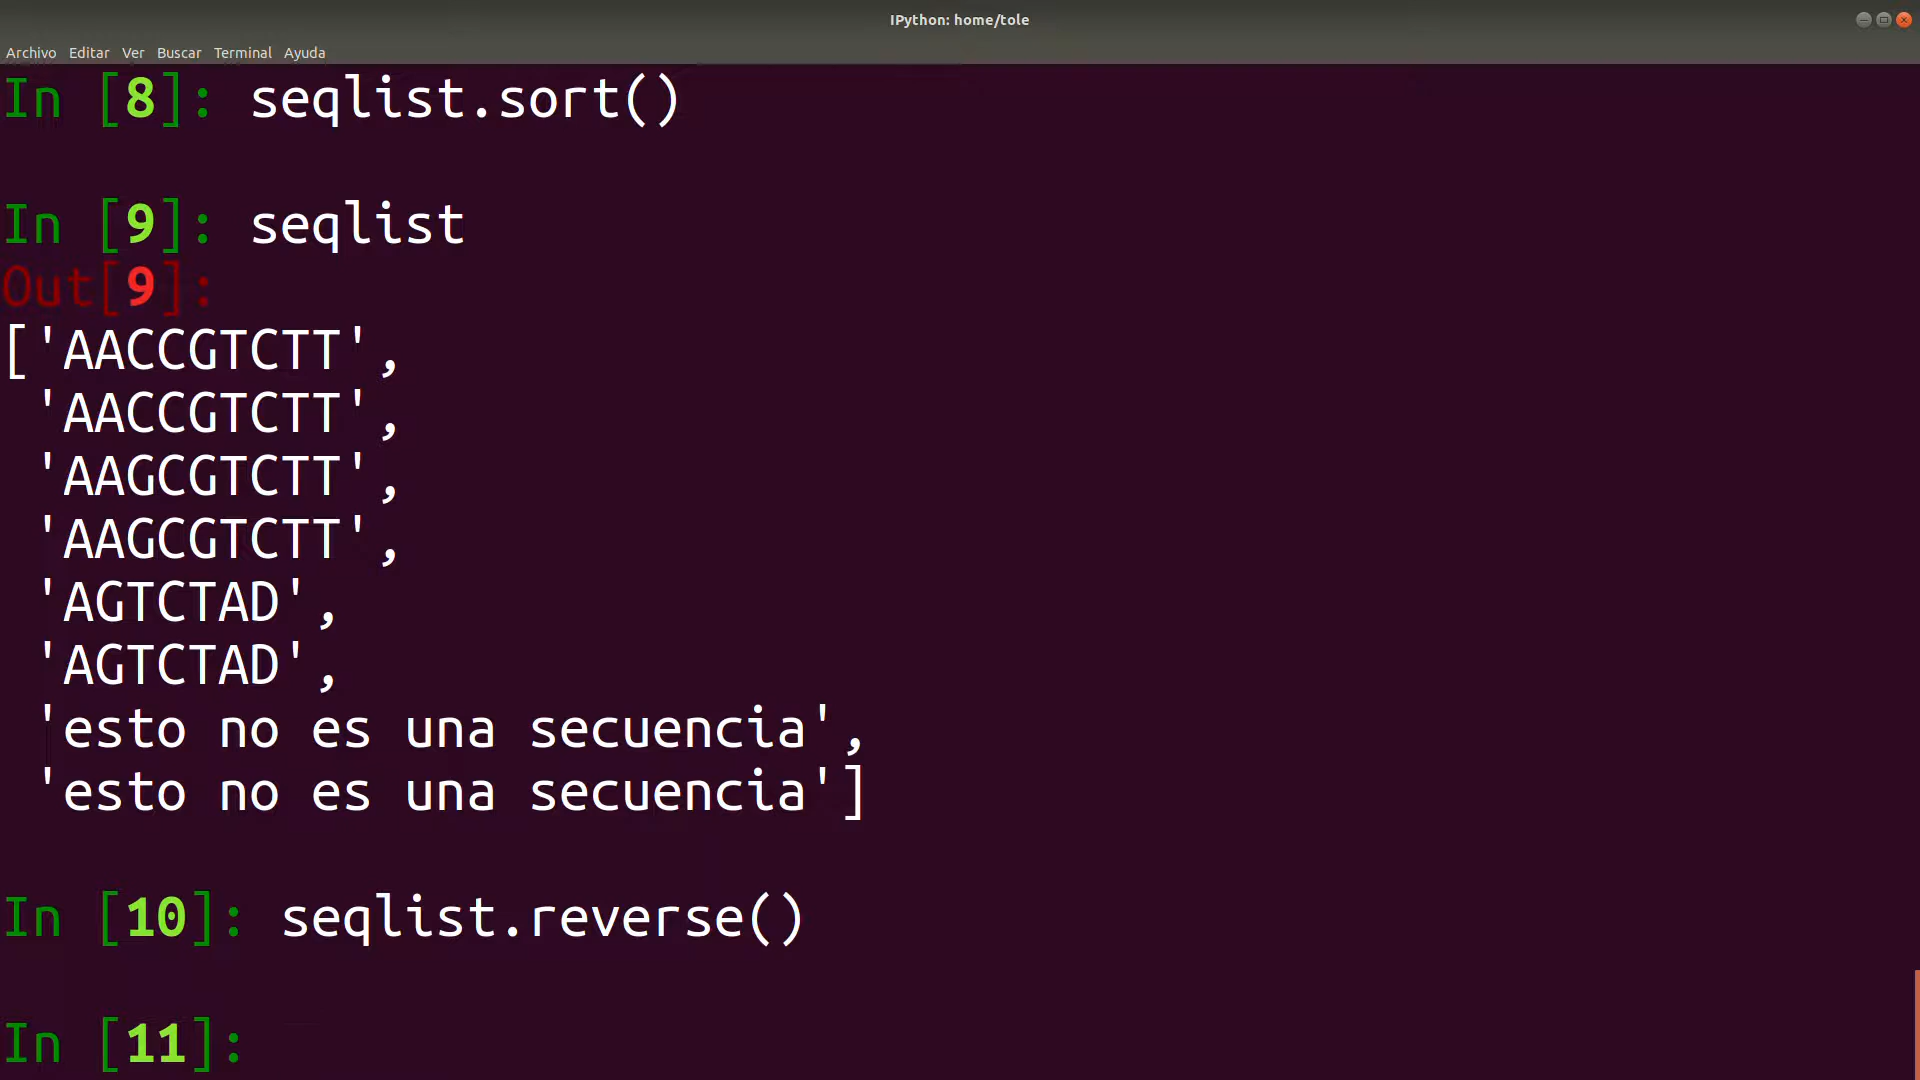 IPython: home/tole
Archivo Editar Ver Buscar Terminal Ayuda
In [8]: seqlist.sort()
In [9]: seqlist
Out[9]:
['AACCGTCTT',
'AACCGTCTT',
'AAGCGTCTT',
'AAGCGTCTT',
'AGTCTAD',
'AGTCTAD',
'esto no es una secuencia',
'esto no es una secuencia']
In [10]: seqlist.reverse()
In [11]: